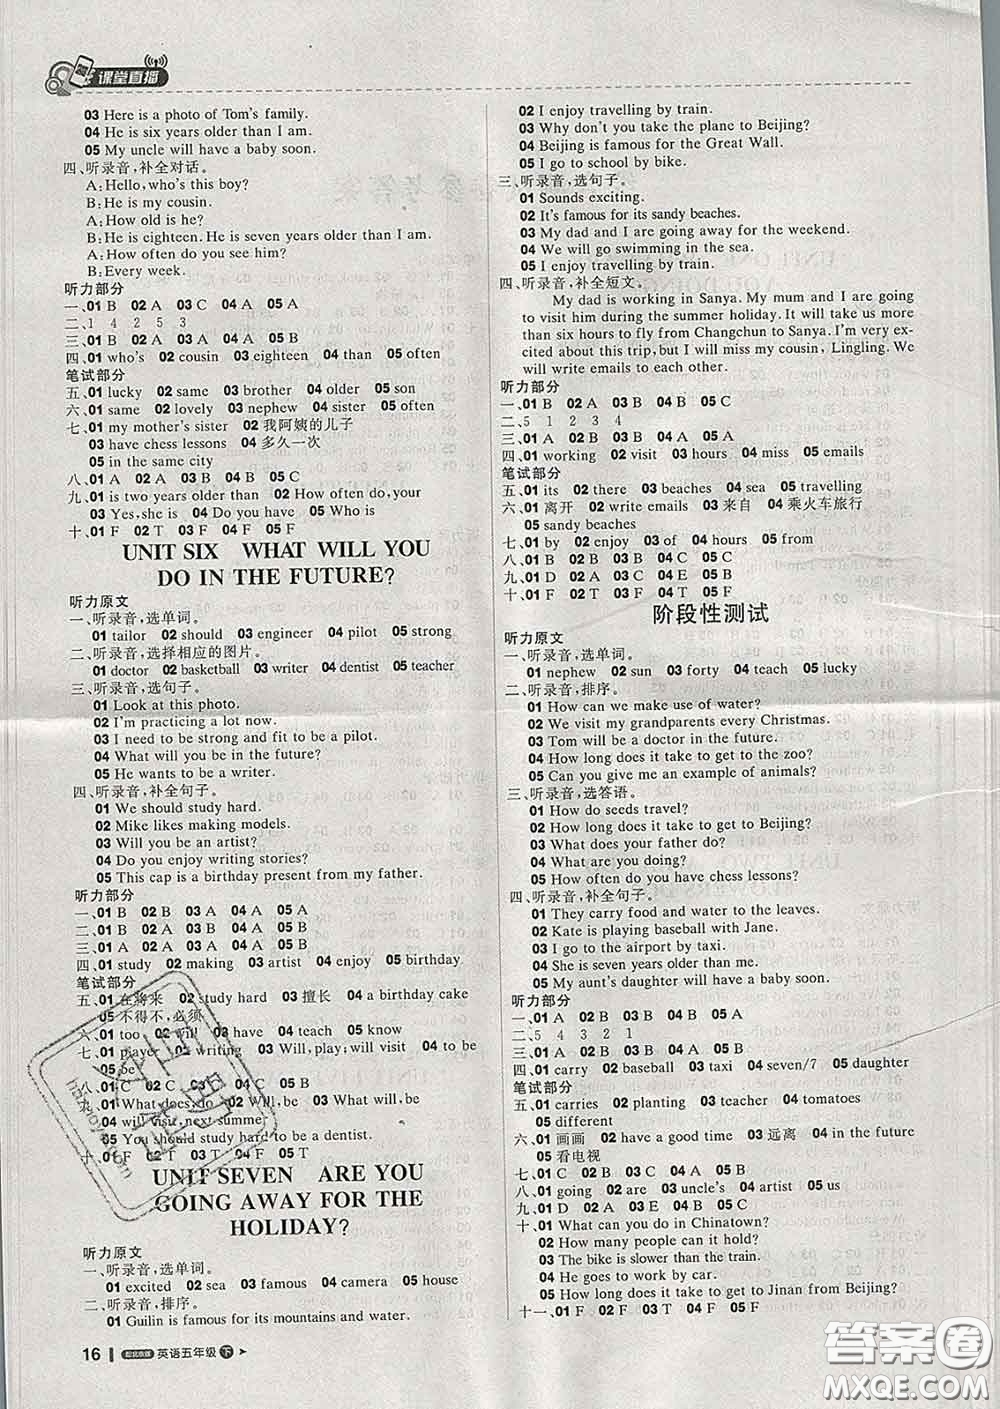 课堂直播
03 Here is a photo of Tom's family.
04 He is six years older than I am.
05 My uncle will have a baby soon.
四、听录音,补全对话。
A:Hello, who's this boy?
B:He is my cousin.
A:How old is he?
B:He is eighteen. He is seven years older than I am.
A:How often do you see him?
B:Every week.
听力部分
一、01 B 02 A 03 C 04 A 05 A
二、1 4 2 5 3
三、01 A 02 A 03 A 04 B 05 A
四、01 who's 02 cousin 03 eighteen 04 than 05 often
笔试部分
五、01 lucky 02 same 03 brother 04 older 05 son
六、01 same 02 lovely 03 nephew 04 sister 05 often
七、01 my mother's sister 02 我阿姨的儿子
03 have chess lessons 04 多久一次
05 in the same city
八、01 A 02 A 03 B 04 B 05 C
九、01 is two years older than 02 How often do,your
03 Yes,she is 04 Do you have 05 Who is
十、01 F 02 T 03 F 04 F 05 F
UNIT SIX WHAT WILL YOU
DO IN THE FUTURE?
听力原文
一、听录音,选单词。
01 tailor 02 should 03 engineer 04 pilot 05 strong
二、听录音,选择相应的图片。
01 doctor 02 basketball 03 writer 04 dentist 05 teacher
三、听录音,选句子。
01 Look at this photo.
02 I'm practicing a lot now.
03 I need to be strong and fit to be a pilot.
04 What will you be in the future?
05 He wants to be a writer.
四、听录音,补全句子。
01 We should study hard.
02 Mike likes making models.
03 Will you be an artist?
04 Do you enjoy writing stories?
05 This cap is a birthday present from my father.
听力部分
一、01 B 02 B 03 A 04 A 05 A
二、01 B 02 B 03 A 04 A 05 B
三、01 A 02 A 03 B 04 A 05 B
四、01 study 02 making 03 artist 04 enjoy 05 birthday
笔试部分
五、01 在将来 02 study hard 03 擅长 04 a birthday cake
05 不得不,必须
六、01 too 02 will 03 have 04 teach 05 know
七、01 player 02 writing 03 Will,play;will visit 04 to be
05 be
八、01 C 02 C 03 C 04 B 05 B
九、01 What does,do 02 Will,be 03 What will,be
04 will visit,next summer
05 You should study hard to be a dentist.
十、01 F 02 T 03 T 04 F 05 T
UNIT SEVEN ARE YOU
GOING AWAY FOR THE
HOLIDAY?
听力原文
一、听录音,选单词。
01 excited 02 sea 03 famous 04 camera 05 house
二、听录音,排序。
01 Guilin is famous for its mountains and water.
16 英语五年级 下
02 I enjoy travelling by train.
03 Why don't you take the plane to Beijing?
04 Beijing is famous for the Great Wall.
05 I go to school by bike.
三、听录音,选句子。
01 Sounds exciting.
02 It's famous for its sandy beaches.
03 My dad and I are going away for the weekend.
04 We will go swimming in the sea.
05 I enjoy travelling by train.
四、听录音,补全短文。
My dad is working in Sanya. My mum and I are going
to visit him during the summer holiday. It will take us more
than six hours to fly from Changchun to Sanya. I'm very ex-
cited about this trip,but I will miss my cousin, Lingling. We
will write emails to each other.
听力部分
一、01 B 02 A 03 B 04 B 05 C
二、5 1 2 3 4
三、01 A 02 B 03 B 04 A 05 A
四、01 working 02 visit 03 hours 04 miss 05 emails
笔试部分
五、01 its 02 there 03 beaches 04 sea 05 travelling
六、01 离开 02 write emails 03 来自 04 乘火车旅行
05 sandy beaches
七、01 by 02 enjoy 03 of 04 hours 05 from
八、01 B 02 B 03 B 04 C 05 C
九、01 D 02 A 03 C 04 E 05 B
十、01 F 02 F 03 F 04 T 05 F
阶段性测试
听力原文
一、听录音,选单词。
01 nephew 02 sun 03 forty 04 teach 05 lucky
二、听录音,排序。
01 How can we make use of water?
02 We visit my grandparents every Christmas.
03 Tom will be a doctor in the future.
04 How long does it take to get to the zoo?
05 Can you give me an example of animals?
三、听录音,选答语。
01 How do seeds travel?
02 How long does it take to get to Beijing?
03 What does your father do?
04 What are you doing?
05 How often do you have chess lessons?
四、听录音,补全句子。
01 They carry food and water to the leaves.
02 Kate is playing baseball with Jane.
03 I go to the airport by taxi.
04 She is seven years older than me.
05 My aunt's daughter will have a baby soon.
听力部分
一、01 A 02 B 03 B 04 B 05 A
二、5 4 3 2 1
三、01 A 02 B 03 B 04 A 05 B
四、01 carry 02 baseball 03 taxi 04 seven/7 05 daughter
笔试部分
五、01 carries 02 planting 03 teacher 04 tomatoes
05 different
六、01 画画 02 have a good time 03 远离 04 in the future
05 看电视
七、01 C 02 B 03 C 04 A 05 B
八、01 going 02 are 03 uncle's 04 artist 05 us
九、01 D 02 A 03 E 04 C 05 B
十、01 What can you do in Chinatown?
02 How many people can it hold?
03 The bike is slower than the train.
04 He goes to work by car.
05 How long does it take to get to Jinan from Beijing?
十一、01 F 02 F 03 T 04 F 05 F
答案圈
MXQE.COM